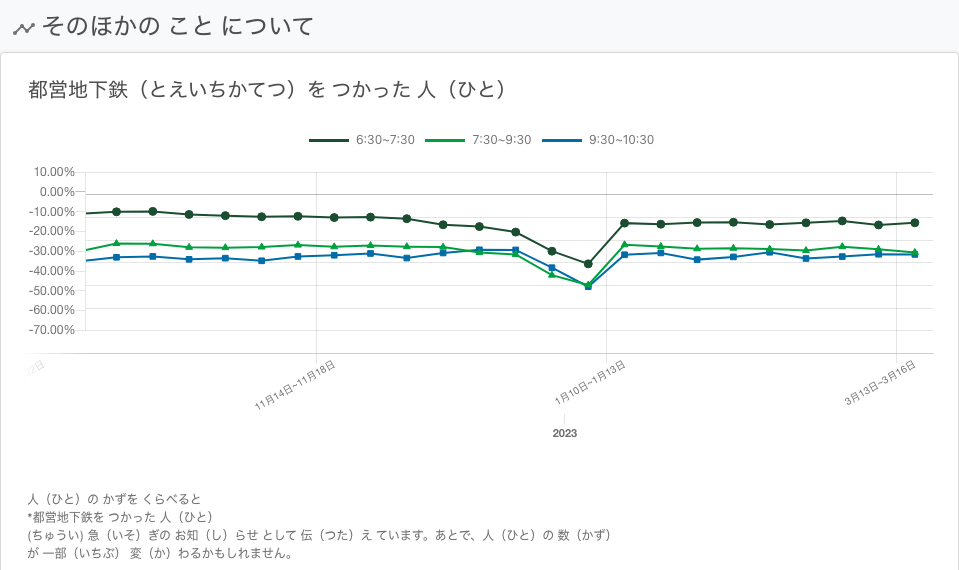 そのほかの こと について
都営地下鉄（とえいちかてつ）を つかった 人（ひと）
6:30~7:30 7:30~9:30 9:30~10:30
10.00%
0.00%
-10.00%
-20.00%
-30.00%
-40.00%
-50.00%
-60.00%
-70.00%
11月14日~11月18日 1月10日~1月13日 3月13日~3月16日
2023
人（ひと）の かずを くらべると
*都営地下鉄を つかった 人（ひと）
(ちゅうい) 急（いそ）ぎの お知（し）らせ として 伝（つた）え ています。あとで、人（ひと）の 数（かず）
が 一部（いちぶ） 変（か）わるかもしれません。